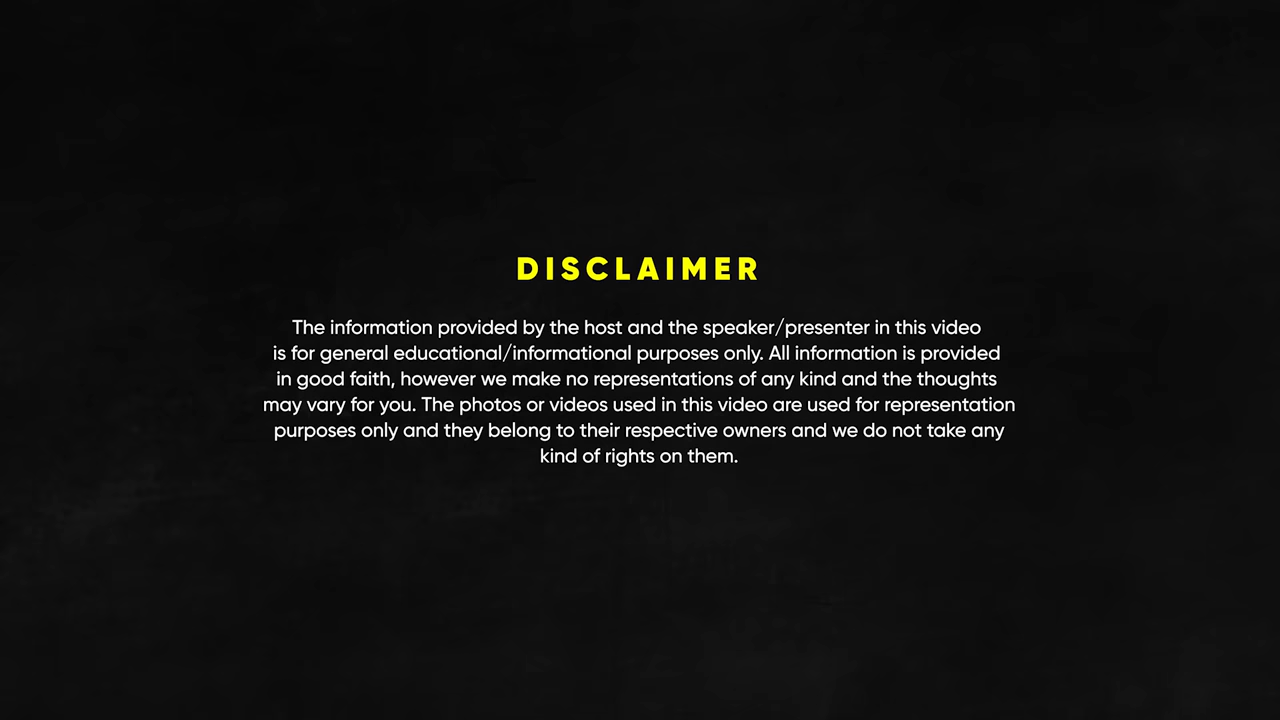 DISCLAIMER
The information provided by the host and the speaker/presenter in this video
is for general educational/informational purposes only. All information is provided
in good faith, however we make no representations of any kind and the thoughts
may vary for you. The photos or videos used in this video are used for representation
purposes only and they belong to their respective owners and we do not take any
kind of rights on them.